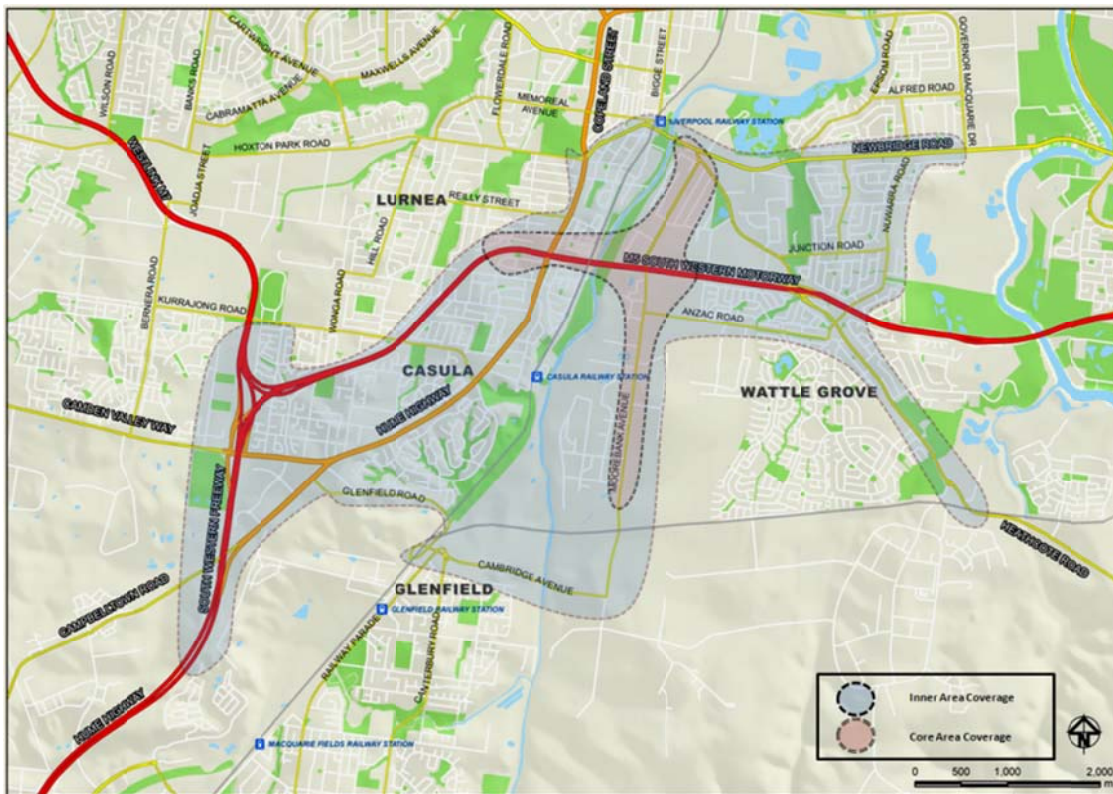 CARTWRIGHT AVENUE
MAXWELLS AVENUE
WILSON ROAD
BANKS ROAD
CABRAMATTA AVENUE
FLOWERDALE ROAD
MEMOREAL
AVENUE
COPELAND STREET
BIGGE STREET
EPSOM ROAD
GOVERNOR MACQUARIE DR
ALFRED ROAD
LIVERPOOL RAILWAY STATION
HOXTON PARK ROAD
NEWBRIDGE ROAD
WESTLINK M7
JOADJA STREET
LURNEA
REILLY STREET
HILL ROAD
NUWARRA ROAD
JUNCTION ROAD
M5 SOUTH WESTERN MOTORWAY
BERNERA ROAD
KURRAJONG ROAD
WONGA ROAD
ANZAC ROAD
CASULA
CASULA RAILWAY STATION
WATTLE GROVE
CAMDEN VALLEY WAY
HUME HIGHWAY
MOOREBANK AVENUE
SOUTH WESTERN FREEWAY
GLENFIELD ROAD
HEATHCOTE ROAD
CAMPBELLTOWN ROAD
CAMBRIDGE AVENUE
GLENFIELD
GLENFIELD RAILWAY STATION
RAILWAY PARADE
CANTERBURY ROAD
HUME HIGHWAY
MACQUARIE FIELDS RAILWAY STATION
Inner Area Coverage
Core Area Coverage
N
0 500 1,000 2,000
m